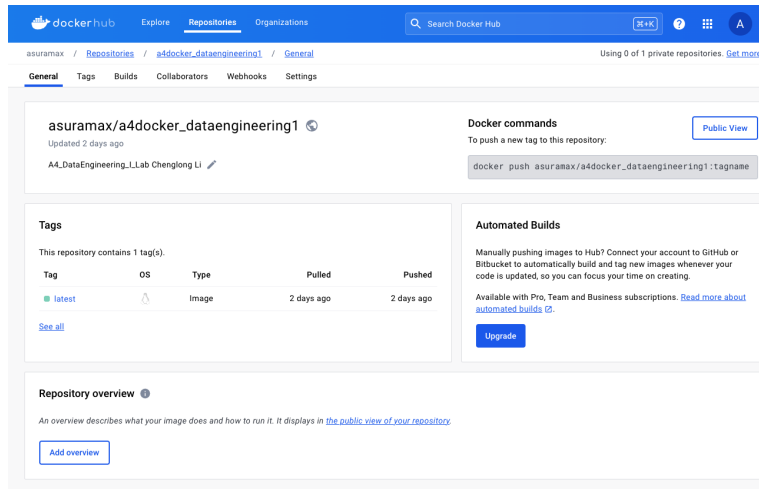 dockerhub Explore Repositories Organizations Search Docker Hub ⌘+K ? A
asuramax / Repositories / a4docker_dataengineering1 / General Using 0 of 1 private repositories. Get more
General Tags Builds Collaborators Webhooks Settings
asuramax/a4docker_dataengineering1
Updated 2 days ago
A4_DataEngineering_I_Lab Chenglong Li
Docker commands
Public View
To push a new tag to this repository:
docker push asuramax/a4docker_dataengineering1:tagname
Tags
This repository contains 1 tag(s).
Tag OS Type Pulled Pushed
latest Image 2 days ago 2 days ago
See all
Automated Builds
Manually pushing images to Hub? Connect your account to GitHub or
Bitbucket to automatically build and tag new images whenever your
code is updated, so you can focus your time on creating.
Available with Pro, Team and Business subscriptions. Read more about
automated builds.
Upgrade
Repository overview
An overview describes what your image does and how to run it. It displays in the public view of your repository.
Add overview